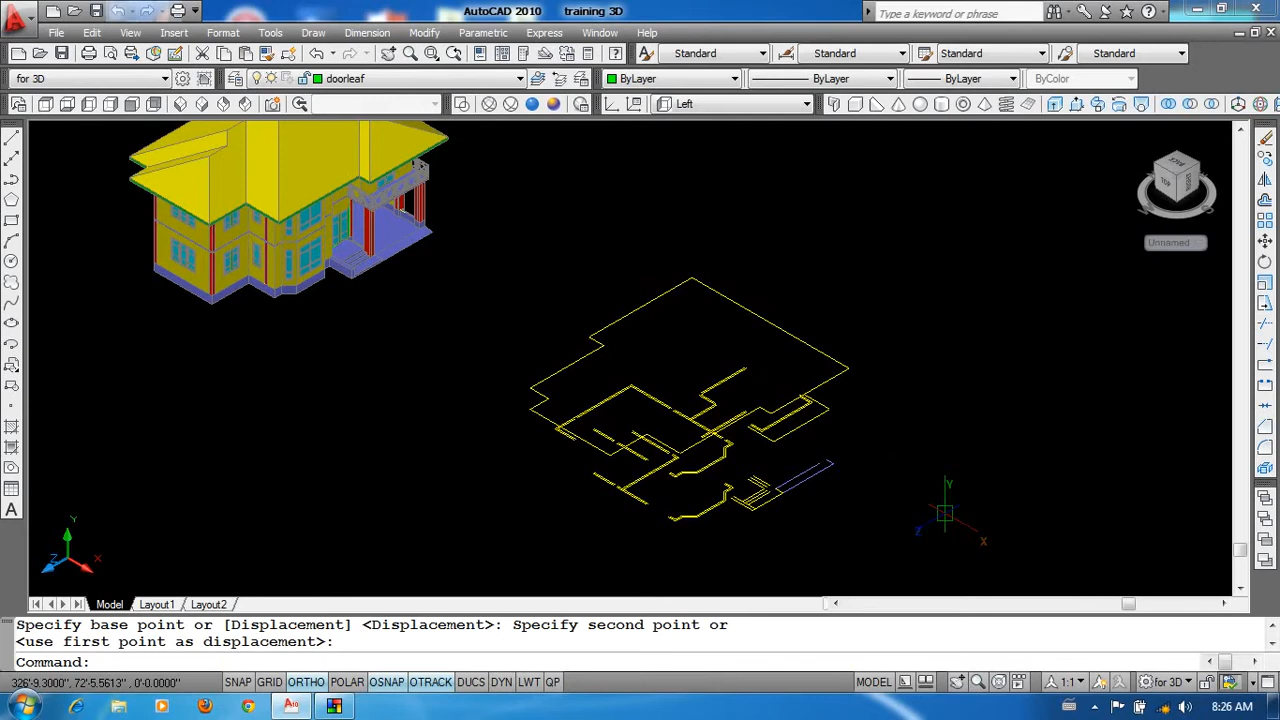 AutoCAD 2010 training 3D
Type a keyword or phrase
File Edit View Insert Format Tools Draw Dimension Modify Parametric Express Window Help
Standard Standard Standard Standard
for 3D doorleaf ByLayer ByLayer ByLayer ByColor
Left
BACK
TOP
Unnamed
Y
X
Z
Y
X
Z
Model Layout1 Layout2
Specify base point or [Displacement] <Displacement>: Specify second point or
<use first point as displacement>:
Command:
326'-9.3000", 72'-5.5613", 0'-0.0000" SNAP GRID ORTHO POLAR OSNAP OTRACK DUCS DYN LWT QP MODEL 1:1 for 3D
8:26 AM